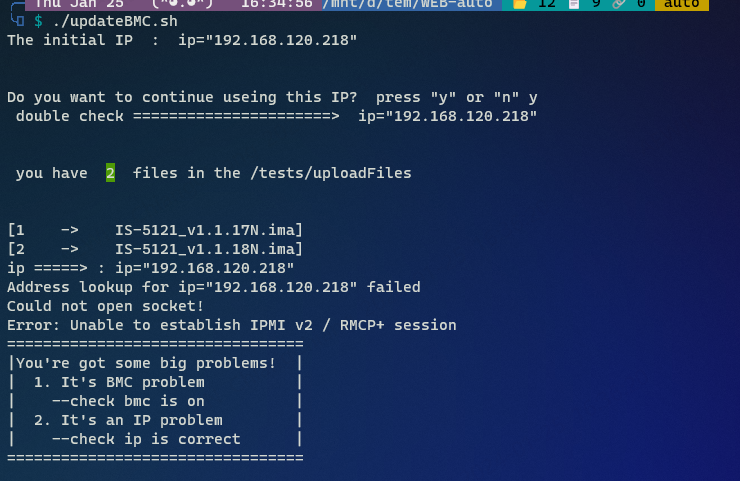 Thu Jan 25 (*•.•*) 16:34:56 /mnt/d/tem/WEB-auto 12 9 0 auto
$ ./updateBMC.sh
The initial IP  :  ip="192.168.120.218"
Do you want to continue useing this IP?  press "y" or "n" y
double check ======================>  ip="192.168.120.218"
you have  2  files in the /tests/uploadFiles
[1    ->    IS-5121_v1.1.17N.ima]
[2    ->    IS-5121_v1.1.18N.ima]
ip =====> : ip="192.168.120.218"
Address lookup for ip="192.168.120.218" failed
Could not open socket!
Error: Unable to establish IPMI v2 / RMCP+ session
=================================
|You're got some big problems!  |
|  1. It's BMC problem          |
|    --check bmc is on          |
|  2. It's an IP problem        |
|    --check ip is correct      |
=================================